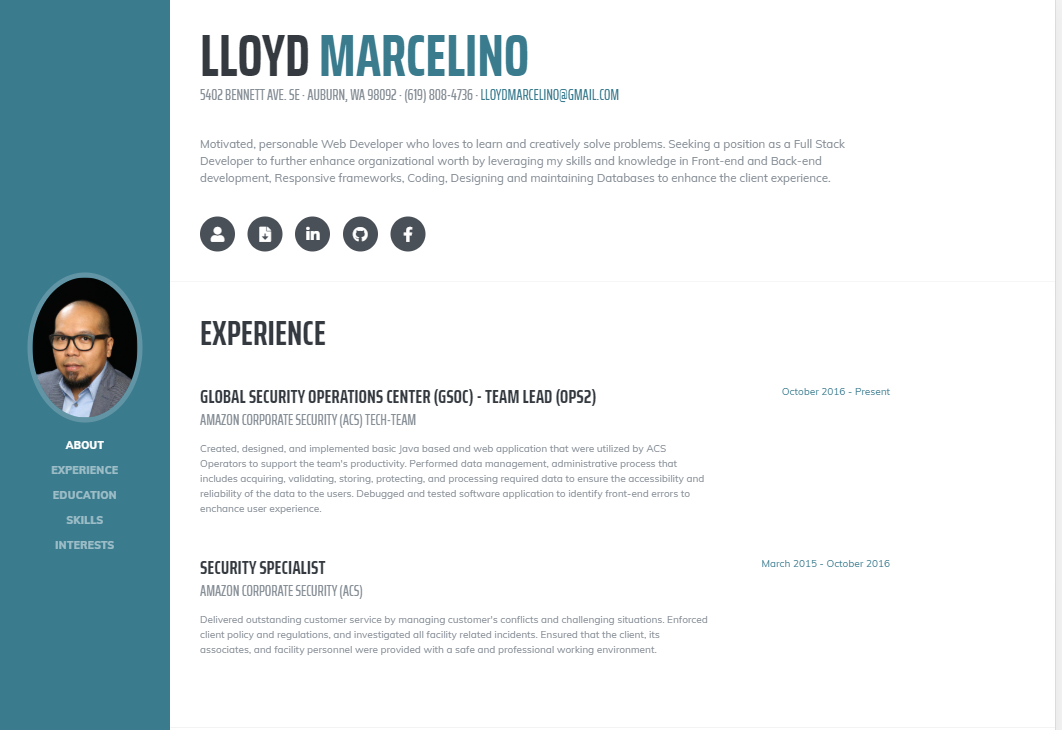 LLOYD MARCELINO
5402 BENNETT AVE. SE · AUBURN, WA 98092 · (619) 808-4736 · LLOYDMARCELINO@GMAIL.COM
Motivated, personable Web Developer who loves to learn and creatively solve problems. Seeking a position as a Full Stack
Developer to further enhance organizational worth by leveraging my skills and knowledge in Front-end and Back-end
development, Responsive frameworks, Coding, Designing and maintaining Databases to enhance the client experience.
in
f
ABOUT
EXPERIENCE
EDUCATION
SKILLS
INTERESTS
EXPERIENCE
GLOBAL SECURITY OPERATIONS CENTER (GSOC) - TEAM LEAD (OPS2)
October 2016 - Present
AMAZON CORPORATE SECURITY (ACS) TECH-TEAM
Created, designed, and implemented basic Java based and web application that were utilized by ACS
Operators to support the team's productivity. Performed data management, administrative process that
includes acquiring, validating, storing, protecting, and processing required data to ensure the accessibility and
reliability of the data to the users. Debugged and tested software application to identify front-end errors to
enchance user experience.
SECURITY SPECIALIST
March 2015 - October 2016
AMAZON CORPORATE SECURITY (ACS)
Delivered outstanding customer service by managing customer's conflicts and challenging situations. Enforced
client policy and regulations, and investigated all facility related incidents. Ensured that the client, its
associates, and facility personnel were provided with a safe and professional working environment.